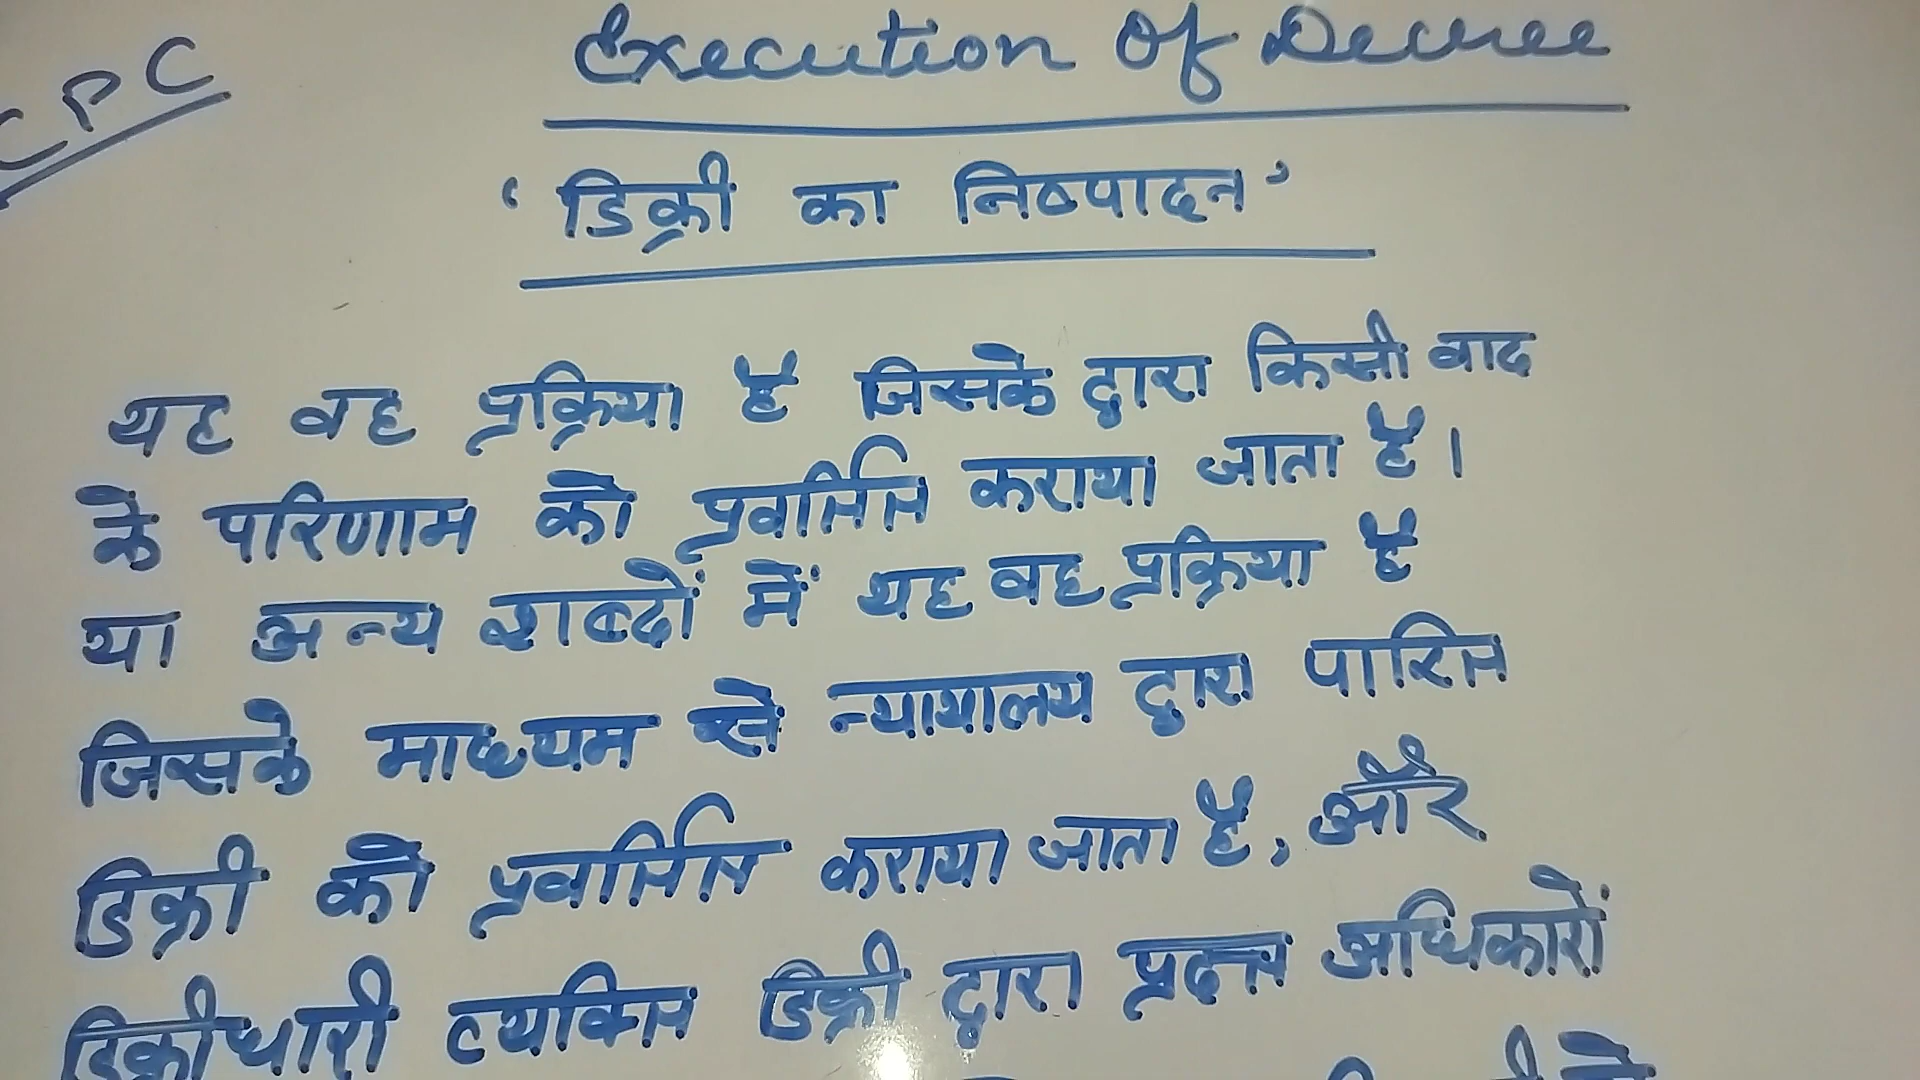 CPC
Execution Of Decree
‘डिक्री का निष्पादन’
यह वह प्रक्रिया है जिसके द्वारा किसी वाद
के परिणाम को प्रवर्तित कराया जाता है।
या अन्य शब्दों में यह वह प्रक्रिया है
जिसके माध्यम से न्यायालय द्वारा पारित
डिक्री को प्रवर्तित कराया जाता है, और
डिक्रीधारी व्यक्ति डिक्री द्वारा प्रदत्त अधिकारों